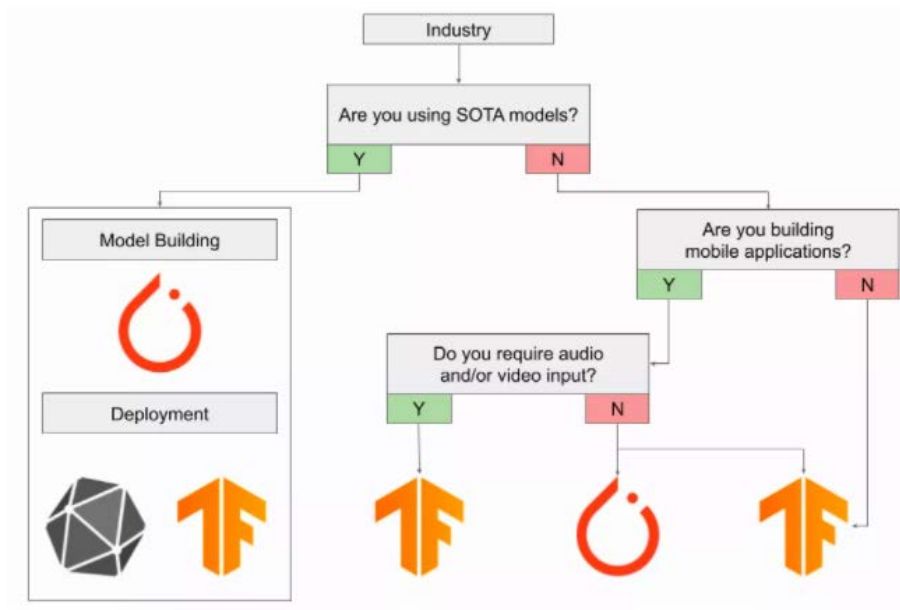 Industry
Are you using SOTA models?
Y
N
Model Building
Deployment
Are you building
mobile applications?
Y
N
Do you require audio
and/or video input?
Y
N